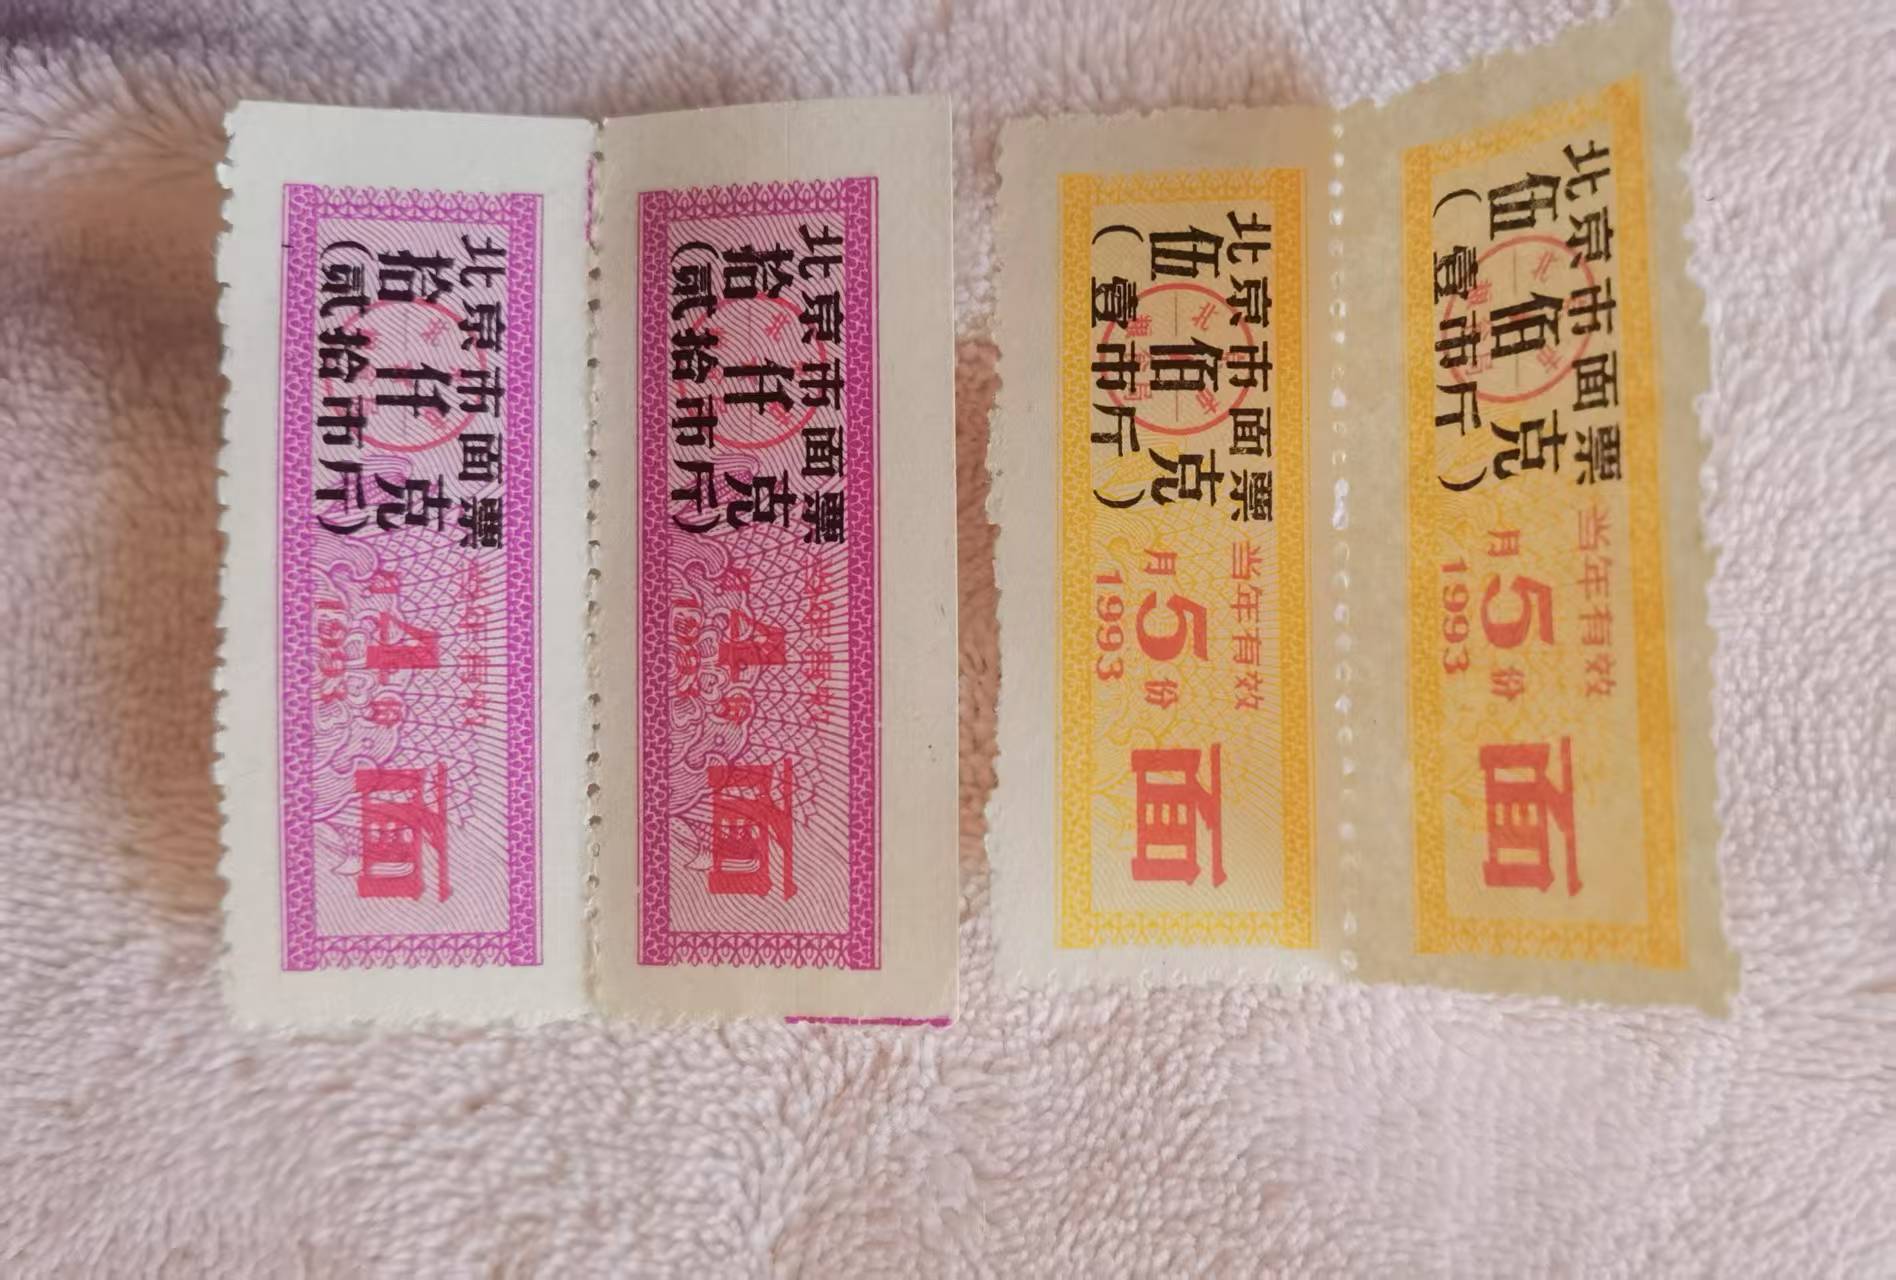 北京市面票
拾仟克
(贰拾市斤)
当年有效
月4份
1993
面
北京市面票
拾仟克
(贰拾市斤)
当年有效
月4份
1993
面
北京市面票
伍佰克
(壹市斤)
当年有效
月5份
1993
面
北京市面票
伍佰克
(壹市斤)
当年有效
月5份
1993
面